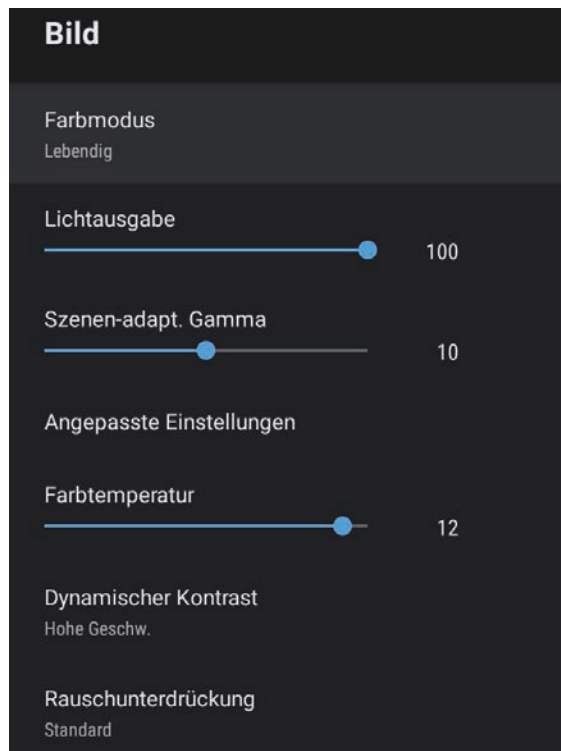 Bild
Farbmodus
Lebendig
Lichtausgabe
100
Szenen-adapt. Gamma
10
Angepasste Einstellungen
Farbtemperatur
12
Dynamischer Kontrast
Hohe Geschw.
Rauschunterdrückung
Standard